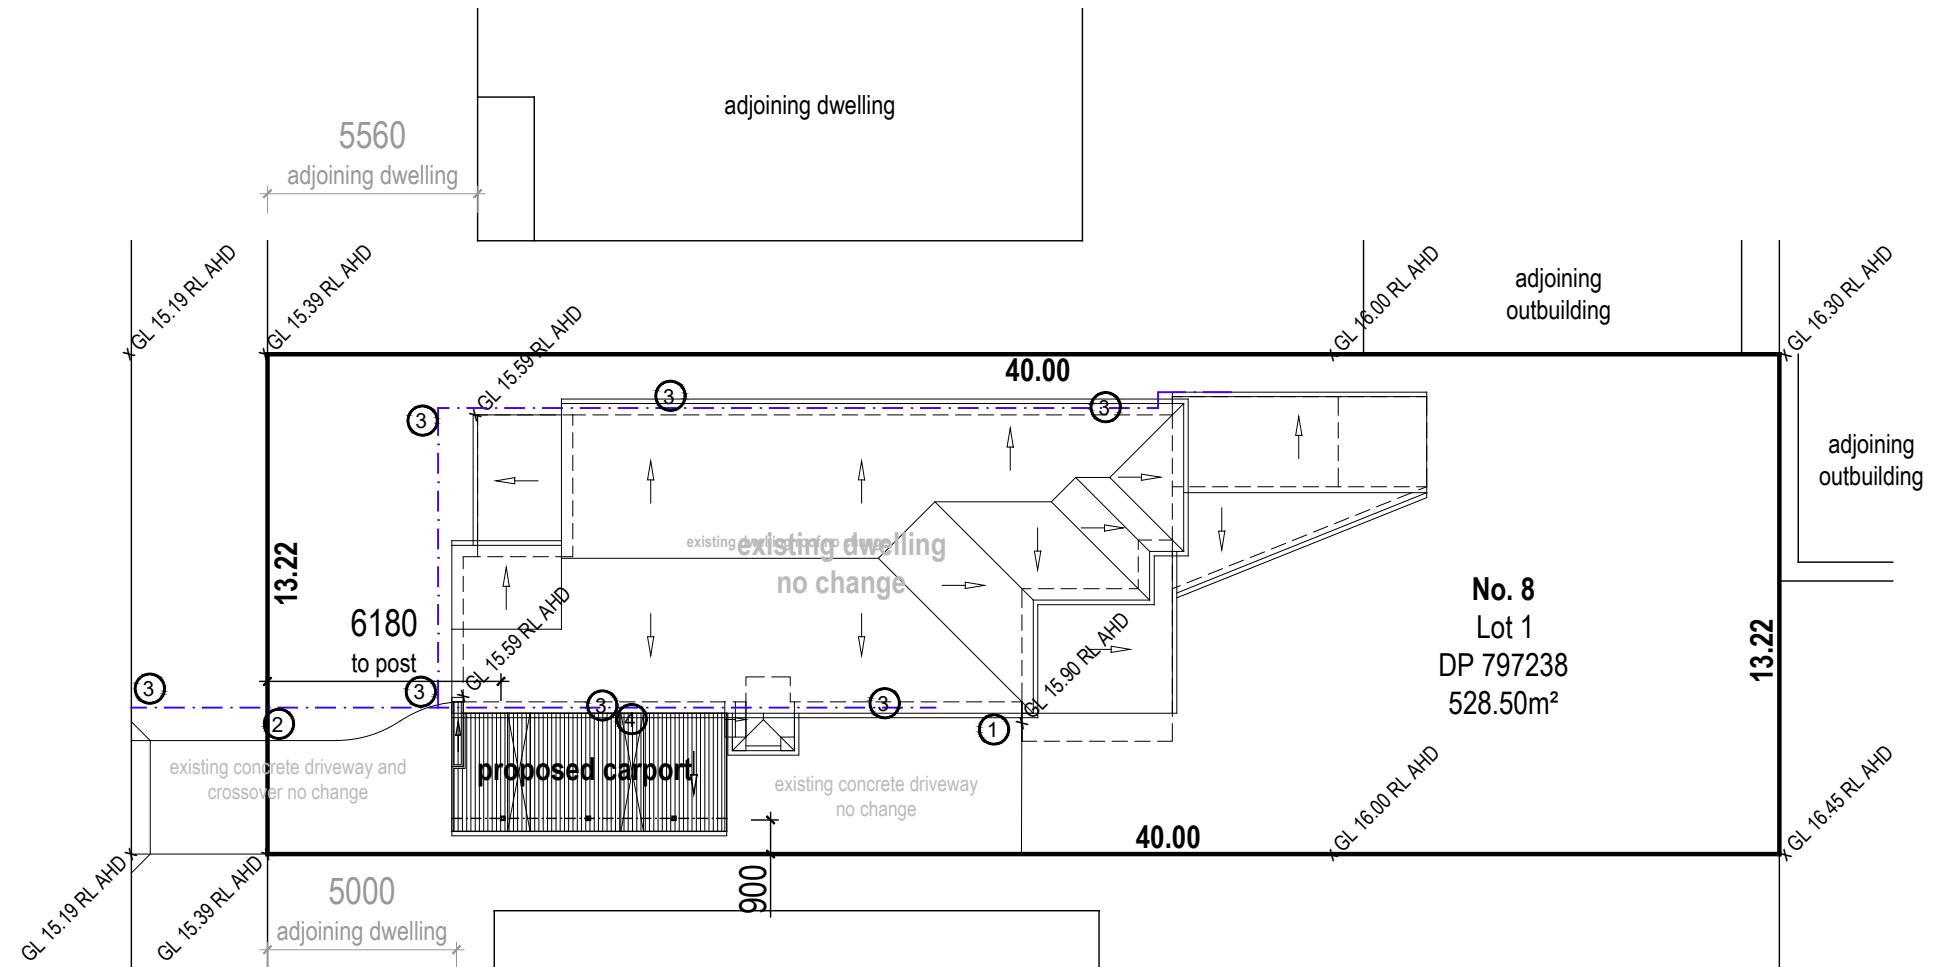 adjoining dwelling
5560
adjoining dwelling
GL 15.19 RL AHD
GL 15.39 RL AHD
GL 15.59 RL AHD
GL 16.00 RL AHD
adjoining
outbuilding
GL 16.30 RL AHD
40.00
3
3
3
adjoining
outbuilding
13.22
existing dwelling roof no change
existing dwelling
no change
No. 8
Lot 1
DP 797238
528.50m²
13.22
6180
to post
GL 15.59 RL AHD
GL 15.90 RL AHD
3
3
3
3
4
2
1
existing concrete driveway and
crossover no change
proposed carport
existing concrete driveway
no change
40.00
GL 16.00 RL AHD
GL 16.45 RL AHD
GL 15.19 RL AHD
GL 15.39 RL AHD
5000
adjoining dwelling
900